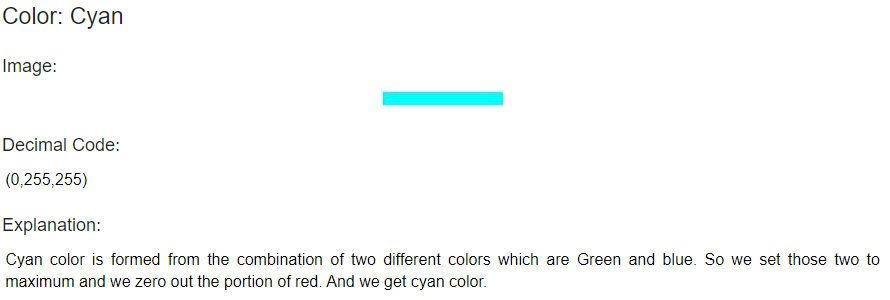 Color: Cyan
Image:
Decimal Code:
(0,255,255)
Explanation:
Cyan color is formed from the combination of two different colors which are Green and blue. So we set those two to
maximum and we zero out the portion of red. And we get cyan color.